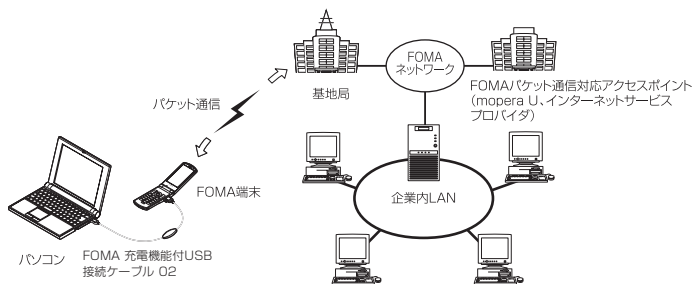 FOMA
ネットワーク
基地局
FOMAパケット通信対応アクセスポイント
(mopera U、インターネットサービス
プロバイダ)
パケット通信
FOMA端末
企業内LAN
パソコン
FOMA 充電機能付USB
接続ケーブル 02